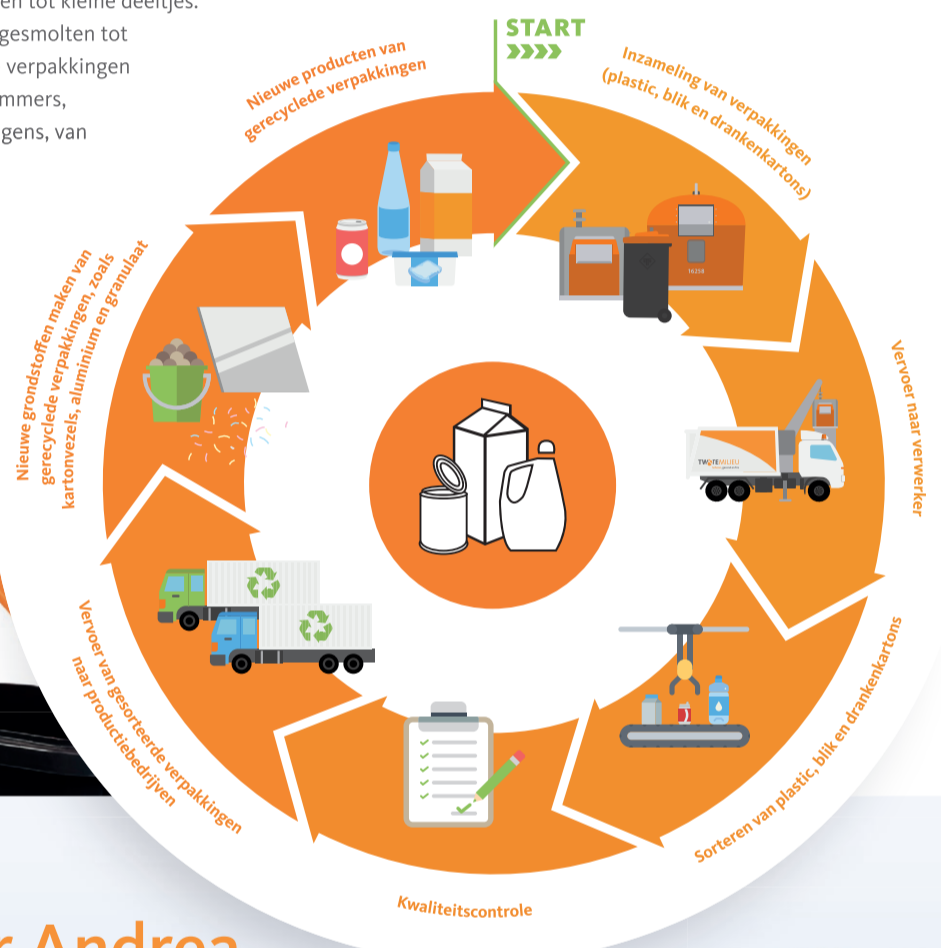 tot kleine deeltjes.
gesmolten tot
verpakkingen
gens, van
START
Inzameling van verpakkingen
(plastic, blik en drankenkartons)
16258
Vervoer naar verwerker
TWENTEMILIEU
Sorteren van plastic, blik en drankenkartons
Kwaliteitscontrole
Vervoer van gesorteerde verpakkingen
naar productiebedrijven
Nieuwe grondstoffen maken van
gerecyclede verpakkingen, zoals
kartonvezels, aluminium en granulaat
Nieuwe producten van
gerecyclede verpakkingen
Andrea